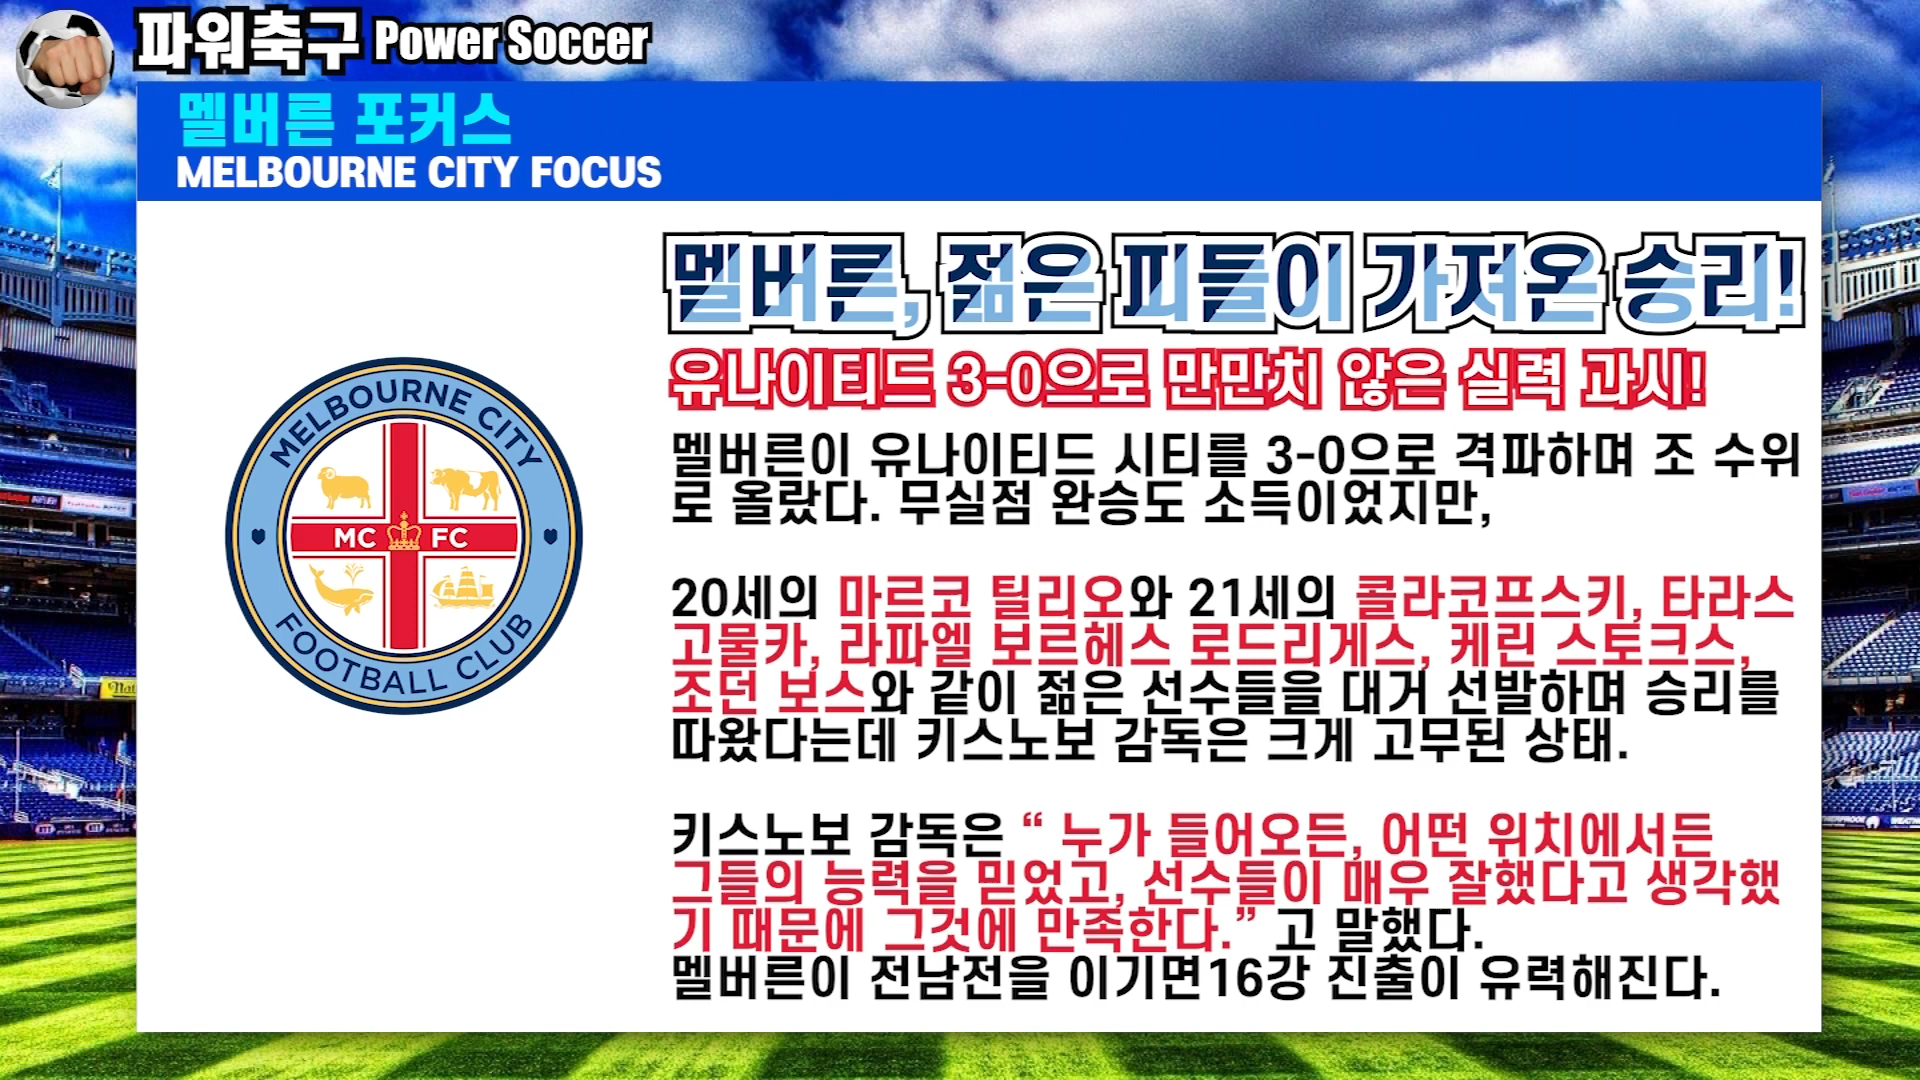 파워축구 Power Soccer
멜버른 포커스
MELBOURNE CITY FOCUS
멜버른, 젊은 피들이 가져온 승리!
유나이티드 3-0으로 만만치 않은 실력 과시!
멜버른이 유나이티드 시티를 3-0으로 격파하며 조 수위
로 올랐다. 무실점 완승도 소득이었지만,
20세의 마르코 틸리오와 21세의 콜라코프스키, 타라스
고물카, 라파엘 보르헤스 로드리게스, 케린 스토크스,
조던 보스와 같이 젊은 선수들을 대거 선발하며 승리를
따왔다는데 키스노보 감독은 크게 고무된 상태.
키스노보 감독은 “ 누가 들어오든, 어떤 위치에서든
그들의 능력을 믿었고, 선수들이 매우 잘했다고 생각했
기 때문에 그것에 만족한다.” 고 말했다.
멜버른이 전남전을 이기면16강 진출이 유력해진다.
MELBOURNE CITY
MC FC
FOOTBALL CLUB